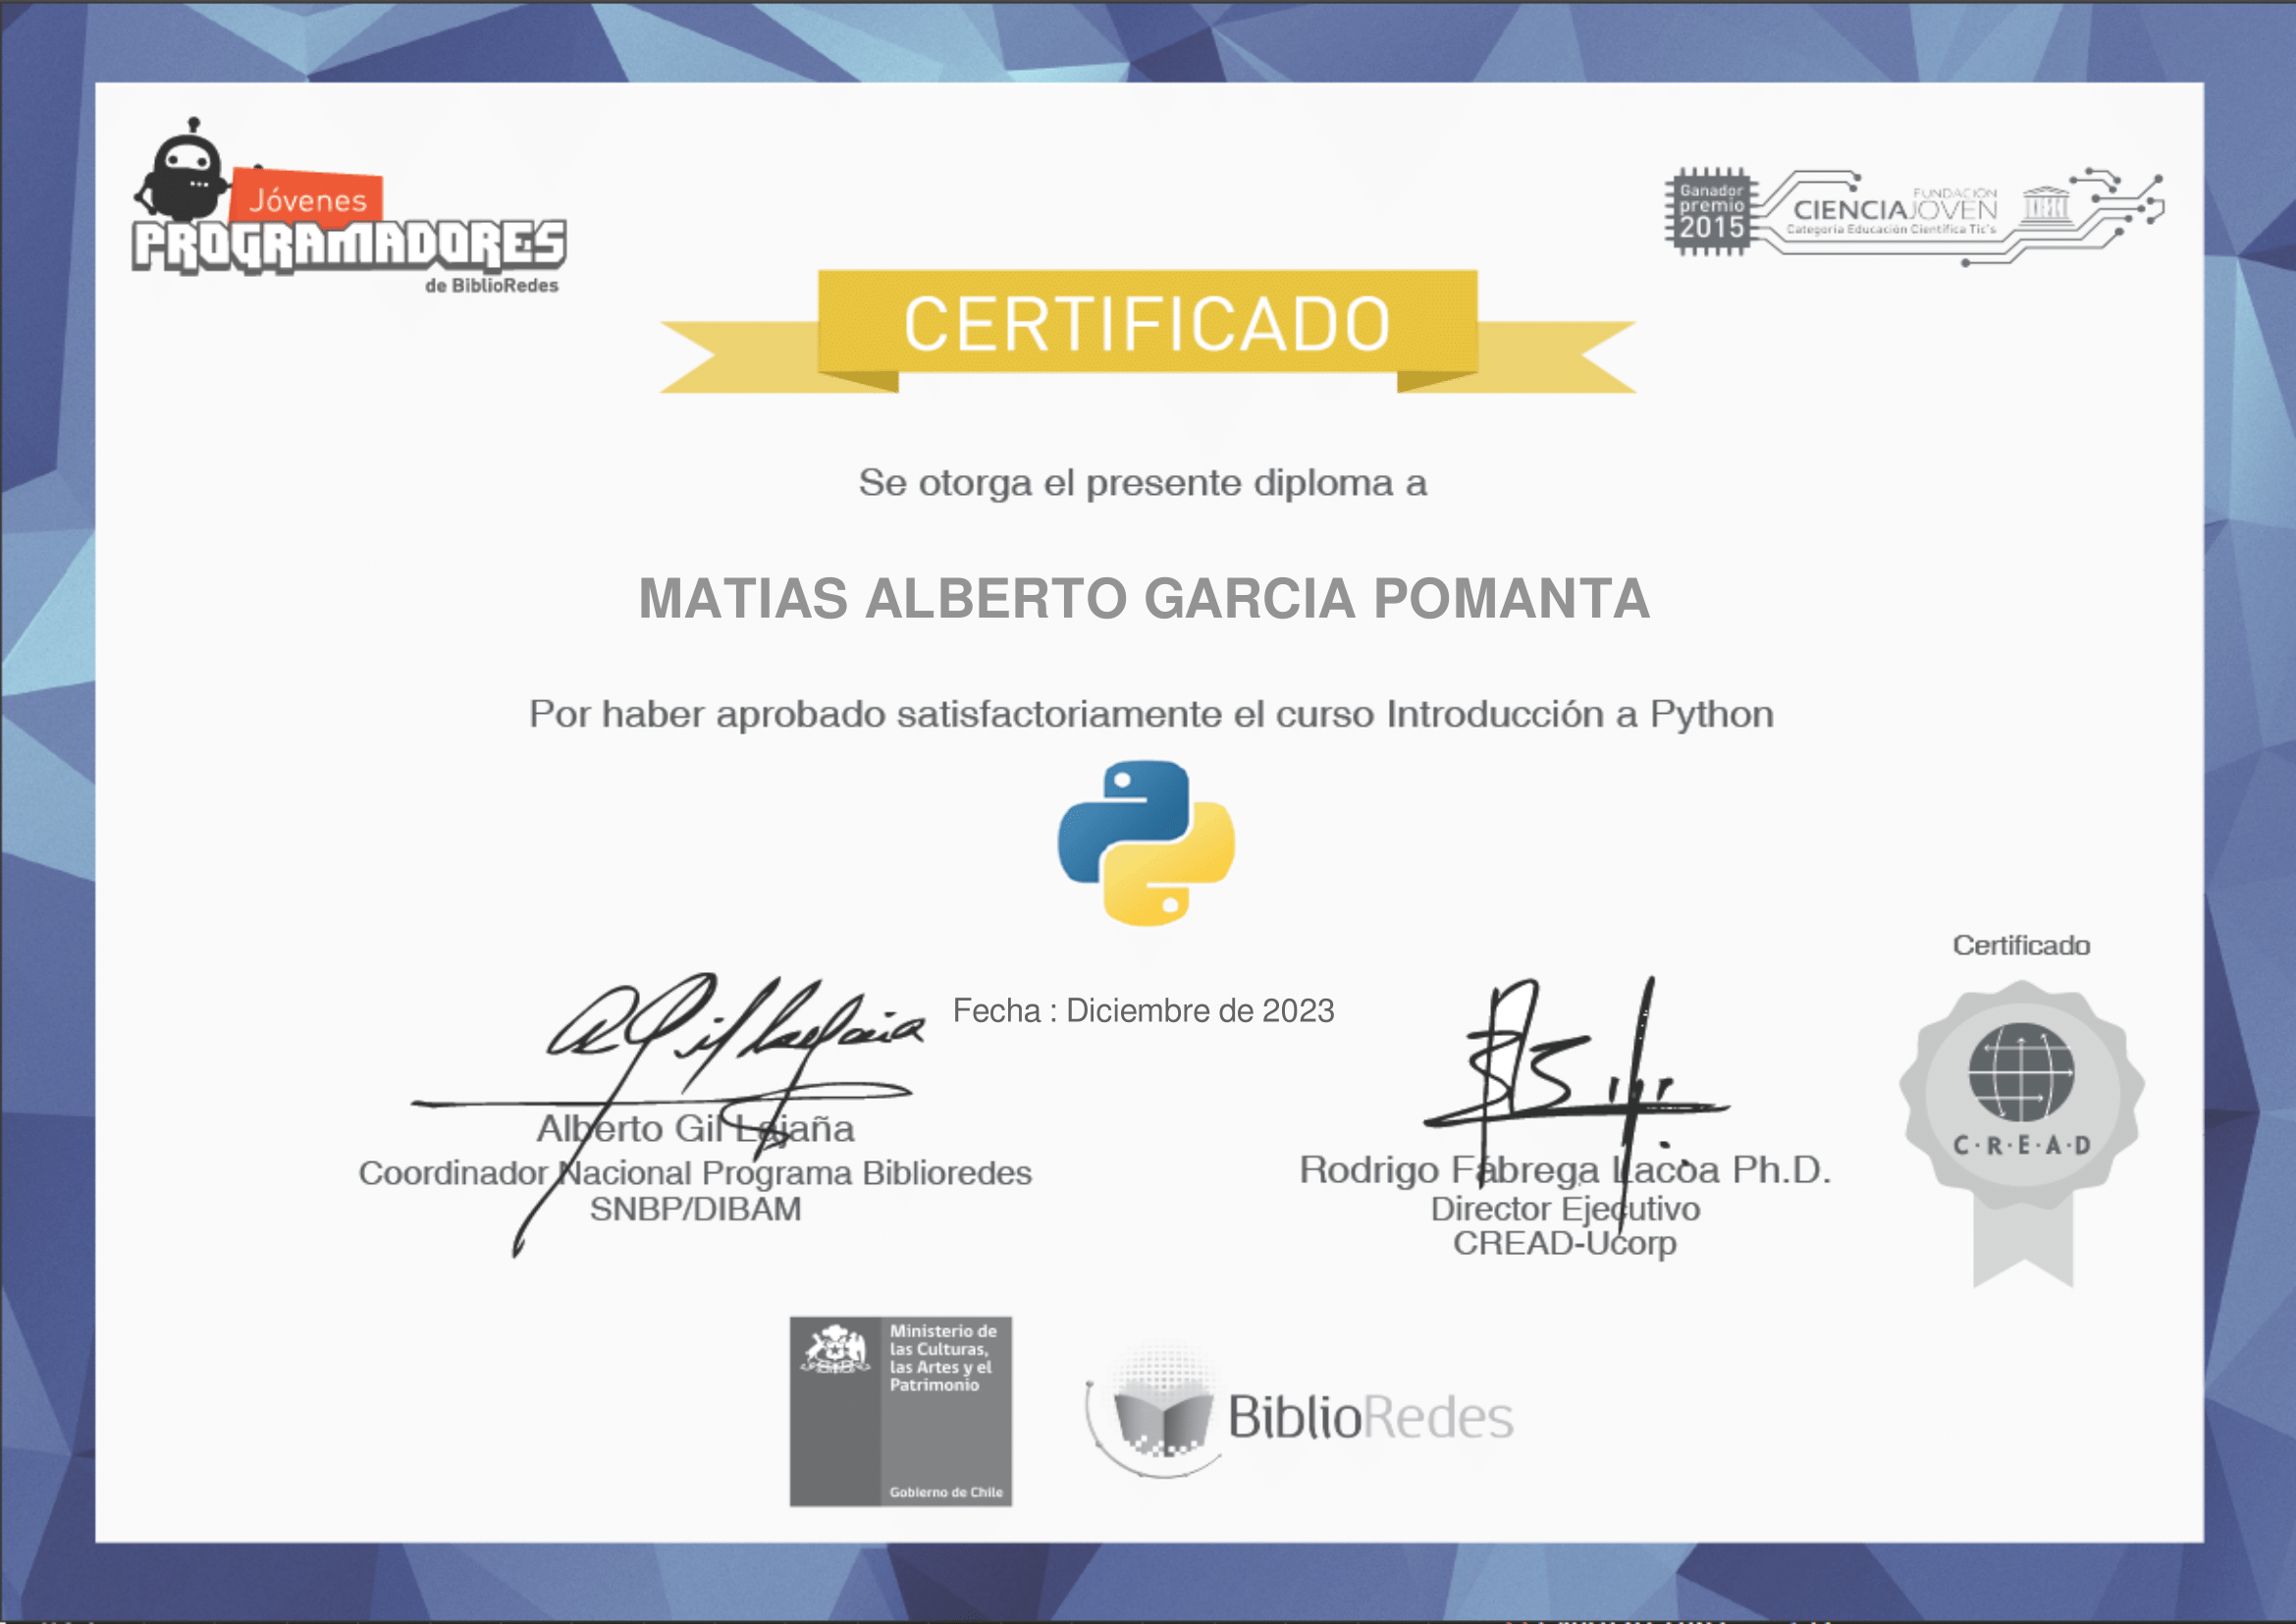 Jóvenes
PROGRAMADORES
de BiblioRedes
Ganador
premio
2015
FUNDACIÓN
CIENCIAJOVEN
Categoría Educación Científica Tic's
CERTIFICADO
Se otorga el presente diploma a
MATIAS ALBERTO GARCIA POMANTA
Por haber aprobado satisfactoriamente el curso Introducción a Python
Fecha : Diciembre de 2023
Alberto Gil Lajaña
Coordinador Nacional Programa Biblioredes
SNBP/DIBAM
Rodrigo Fábrega Lacoa Ph.D.
Director Ejecutivo
CREAD-Ucorp
Certificado
C·R·E·A·D
Ministerio de
las Culturas,
las Artes y el
Patrimonio
Gobierno de Chile
BiblioRedes